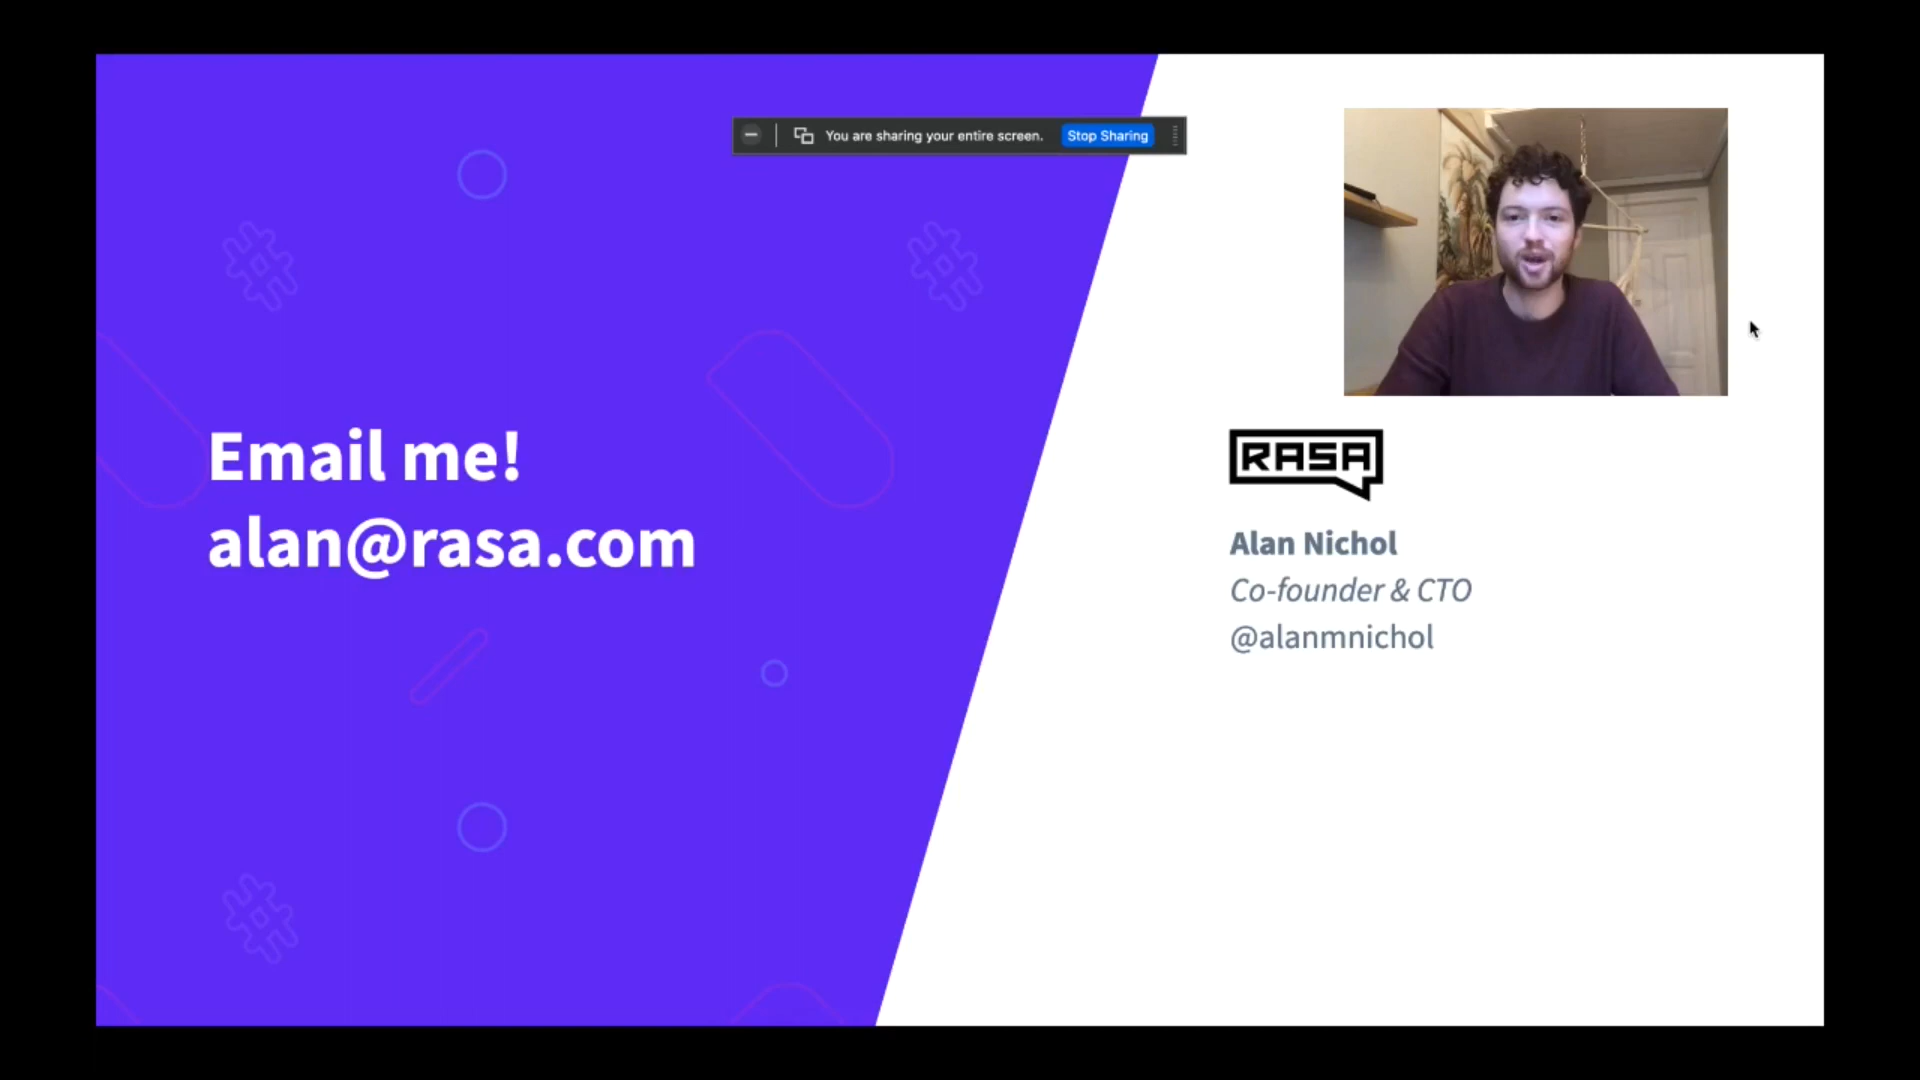 You are sharing your entire screen. Stop Sharing
Email me!
alan@rasa.com
RASA
Alan Nichol
Co-founder & CTO
@alanmnichol